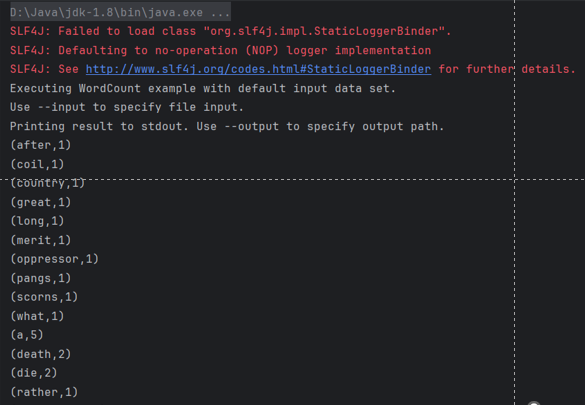 D:\Java\jdk-1.8\bin\java.exe ...
SLF4J: Failed to load class "org.slf4j.impl.StaticLoggerBinder".
SLF4J: Defaulting to no-operation (NOP) logger implementation
SLF4J: See http://www.slf4j.org/codes.html#StaticLoggerBinder for further details.
Executing WordCount example with default input data set.
Use --input to specify file input.
Printing result to stdout. Use --output to specify output path.
(after,1)
(coil,1)
(country,1)
(great,1)
(long,1)
(merit,1)
(oppressor,1)
(pangs,1)
(scorns,1)
(what,1)
(a,5)
(death,2)
(die,2)
(rather,1)